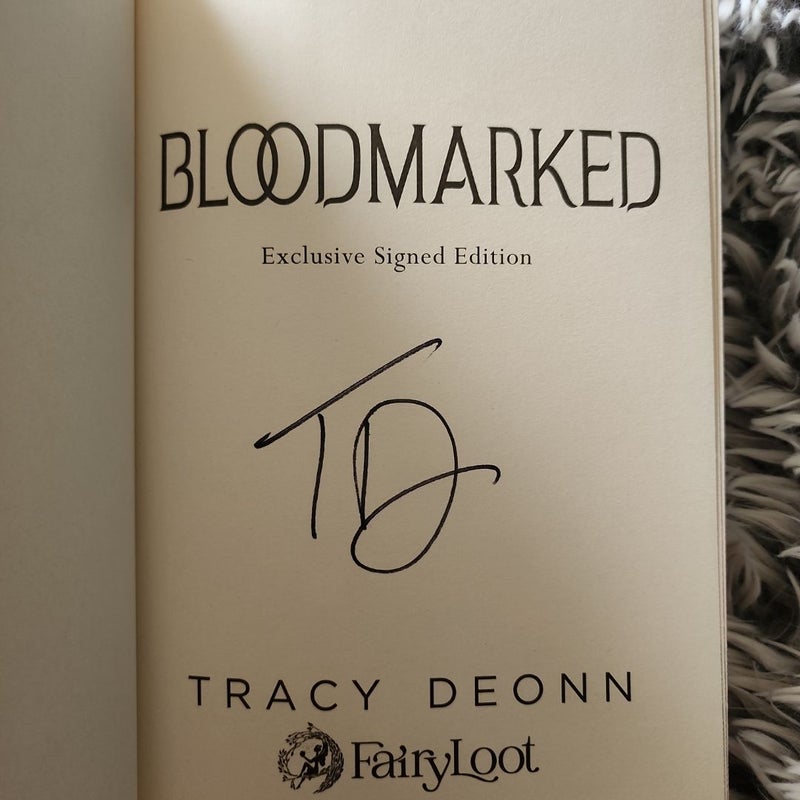 BLOODMARKED
Exclusive Signed Edition
TD
TRACY DEONN
FairyLoot